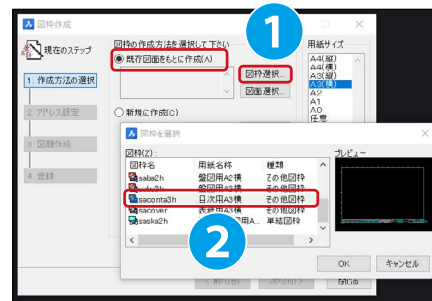 図枠作成
1
現在のステップ
図枠の作成方法を選択して下さい
用紙サイズ
既存図面をもとに作成(A)
図枠選択...
図面選択...
A4(縦)
A4(横)
A3(縦)
A3(横)
A2
A1
A0
任意
1. 作成方法の選択
2. アドレス設定
3. 図題作成
4. 登録
新規に作成(C)
図枠を選択
図枠(Z):
プレビュー
図枠名 用紙名称 種類
saba2h 盤図用A2横 その他図枠
盤図用A3横 その他図枠
saconta3h 目次用A3横 その他図枠
sacover 表紙用A3横 その他図枠
saska2h 用A... 単結図枠
2
OK キャンセル
< 前へ(B) 次へ(N) > 閉じる